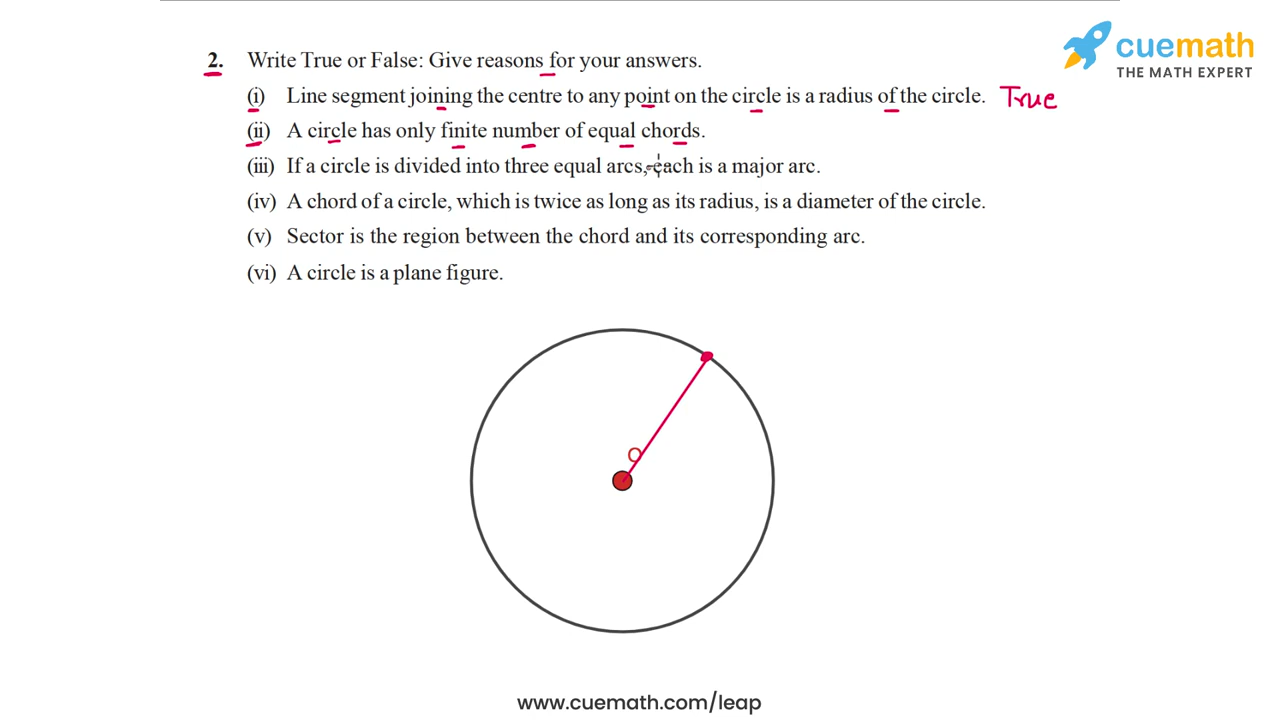 cuemath
THE MATH EXPERT
2. Write True or False: Give reasons for your answers.
(i) Line segment joining the centre to any point on the circle is a radius of the circle. True
(ii) A circle has only finite number of equal chords.
(iii) If a circle is divided into three equal arcs, each is a major arc.
(iv) A chord of a circle, which is twice as long as its radius, is a diameter of the circle.
(v) Sector is the region between the chord and its corresponding arc.
(vi) A circle is a plane figure.
O
www.cuemath.com/leap